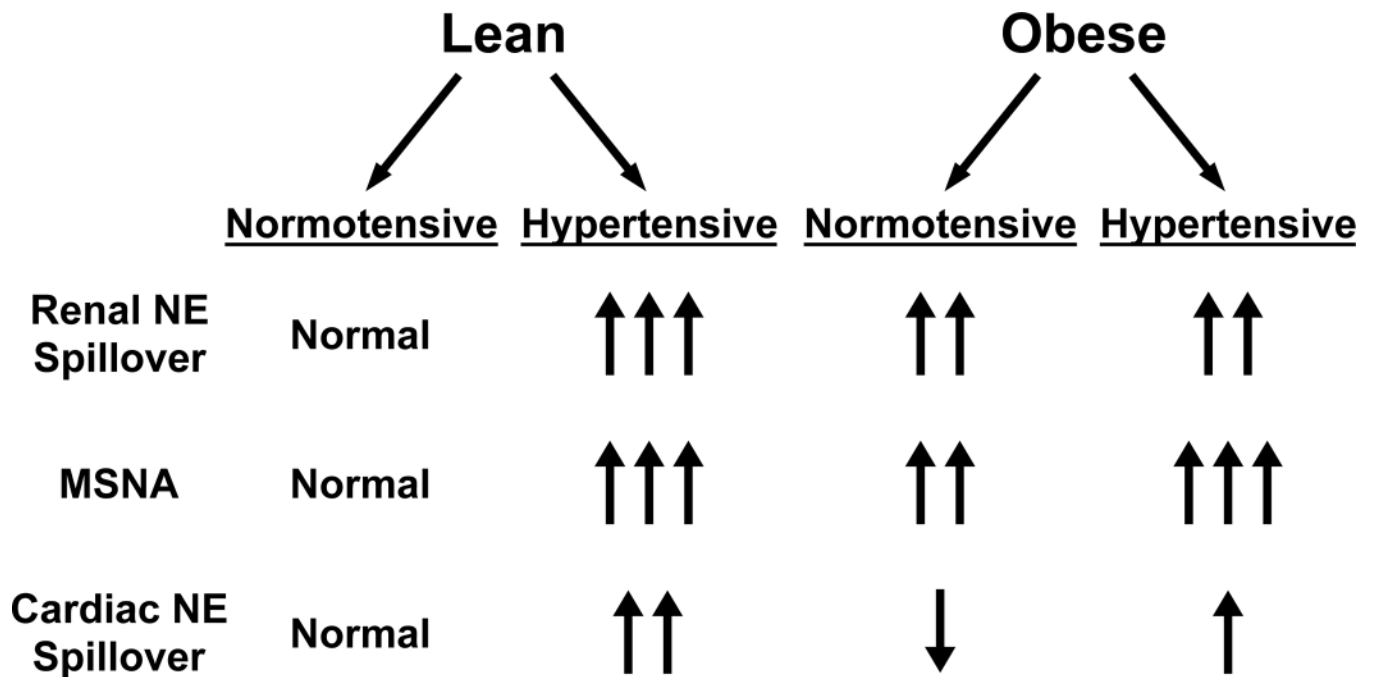 Lean Obese
Normotensive Hypertensive Normotensive Hypertensive
Renal NE
Spillover
Normal
MSNA Normal
Cardiac NE
Spillover
Normal